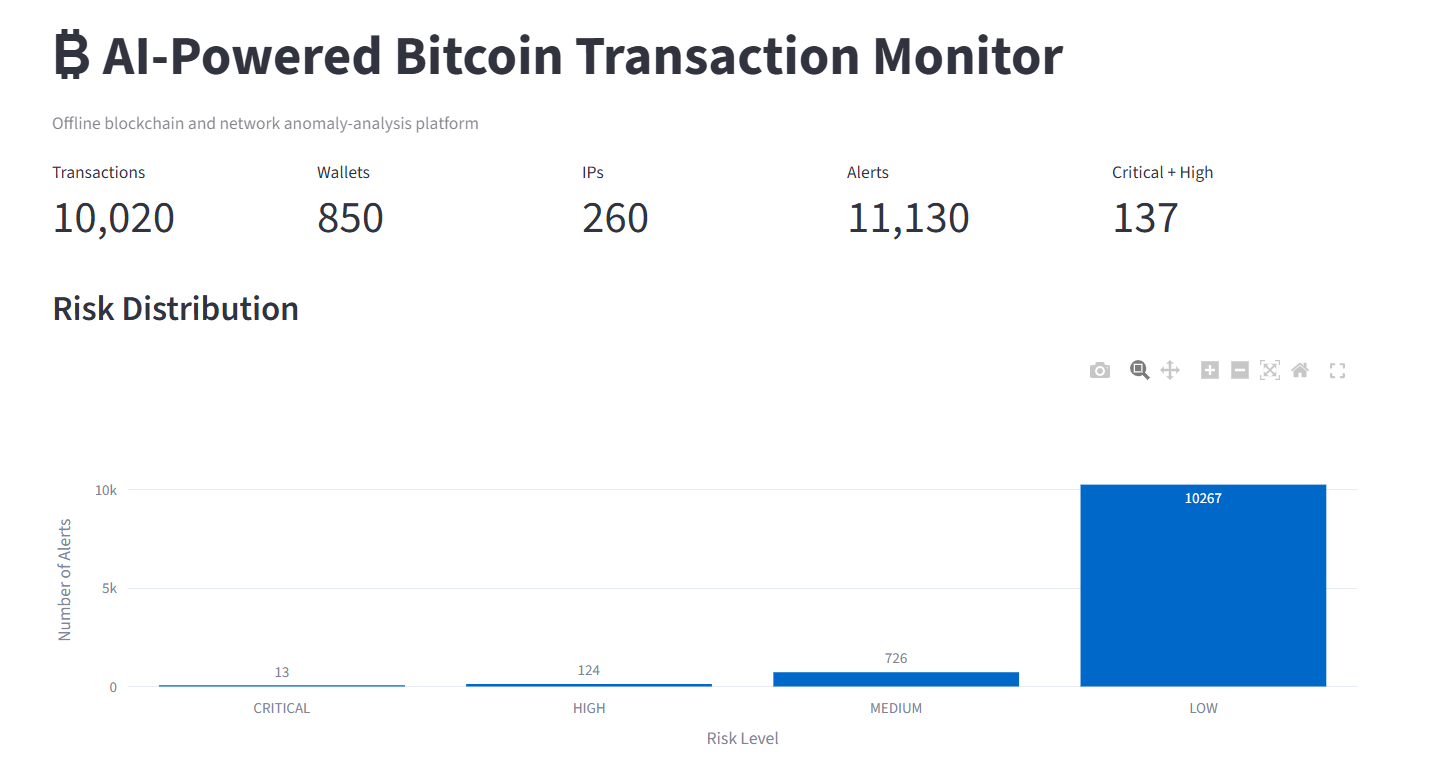 ₿ AI-Powered Bitcoin Transaction Monitor
Offline blockchain and network anomaly-analysis platform
Transactions Wallets IPs Alerts Critical + High
10,020 850 260 11,130 137
Risk Distribution
10k
5k
0
Number of Alerts
13 124 726 10267
CRITICAL HIGH MEDIUM LOW
Risk Level